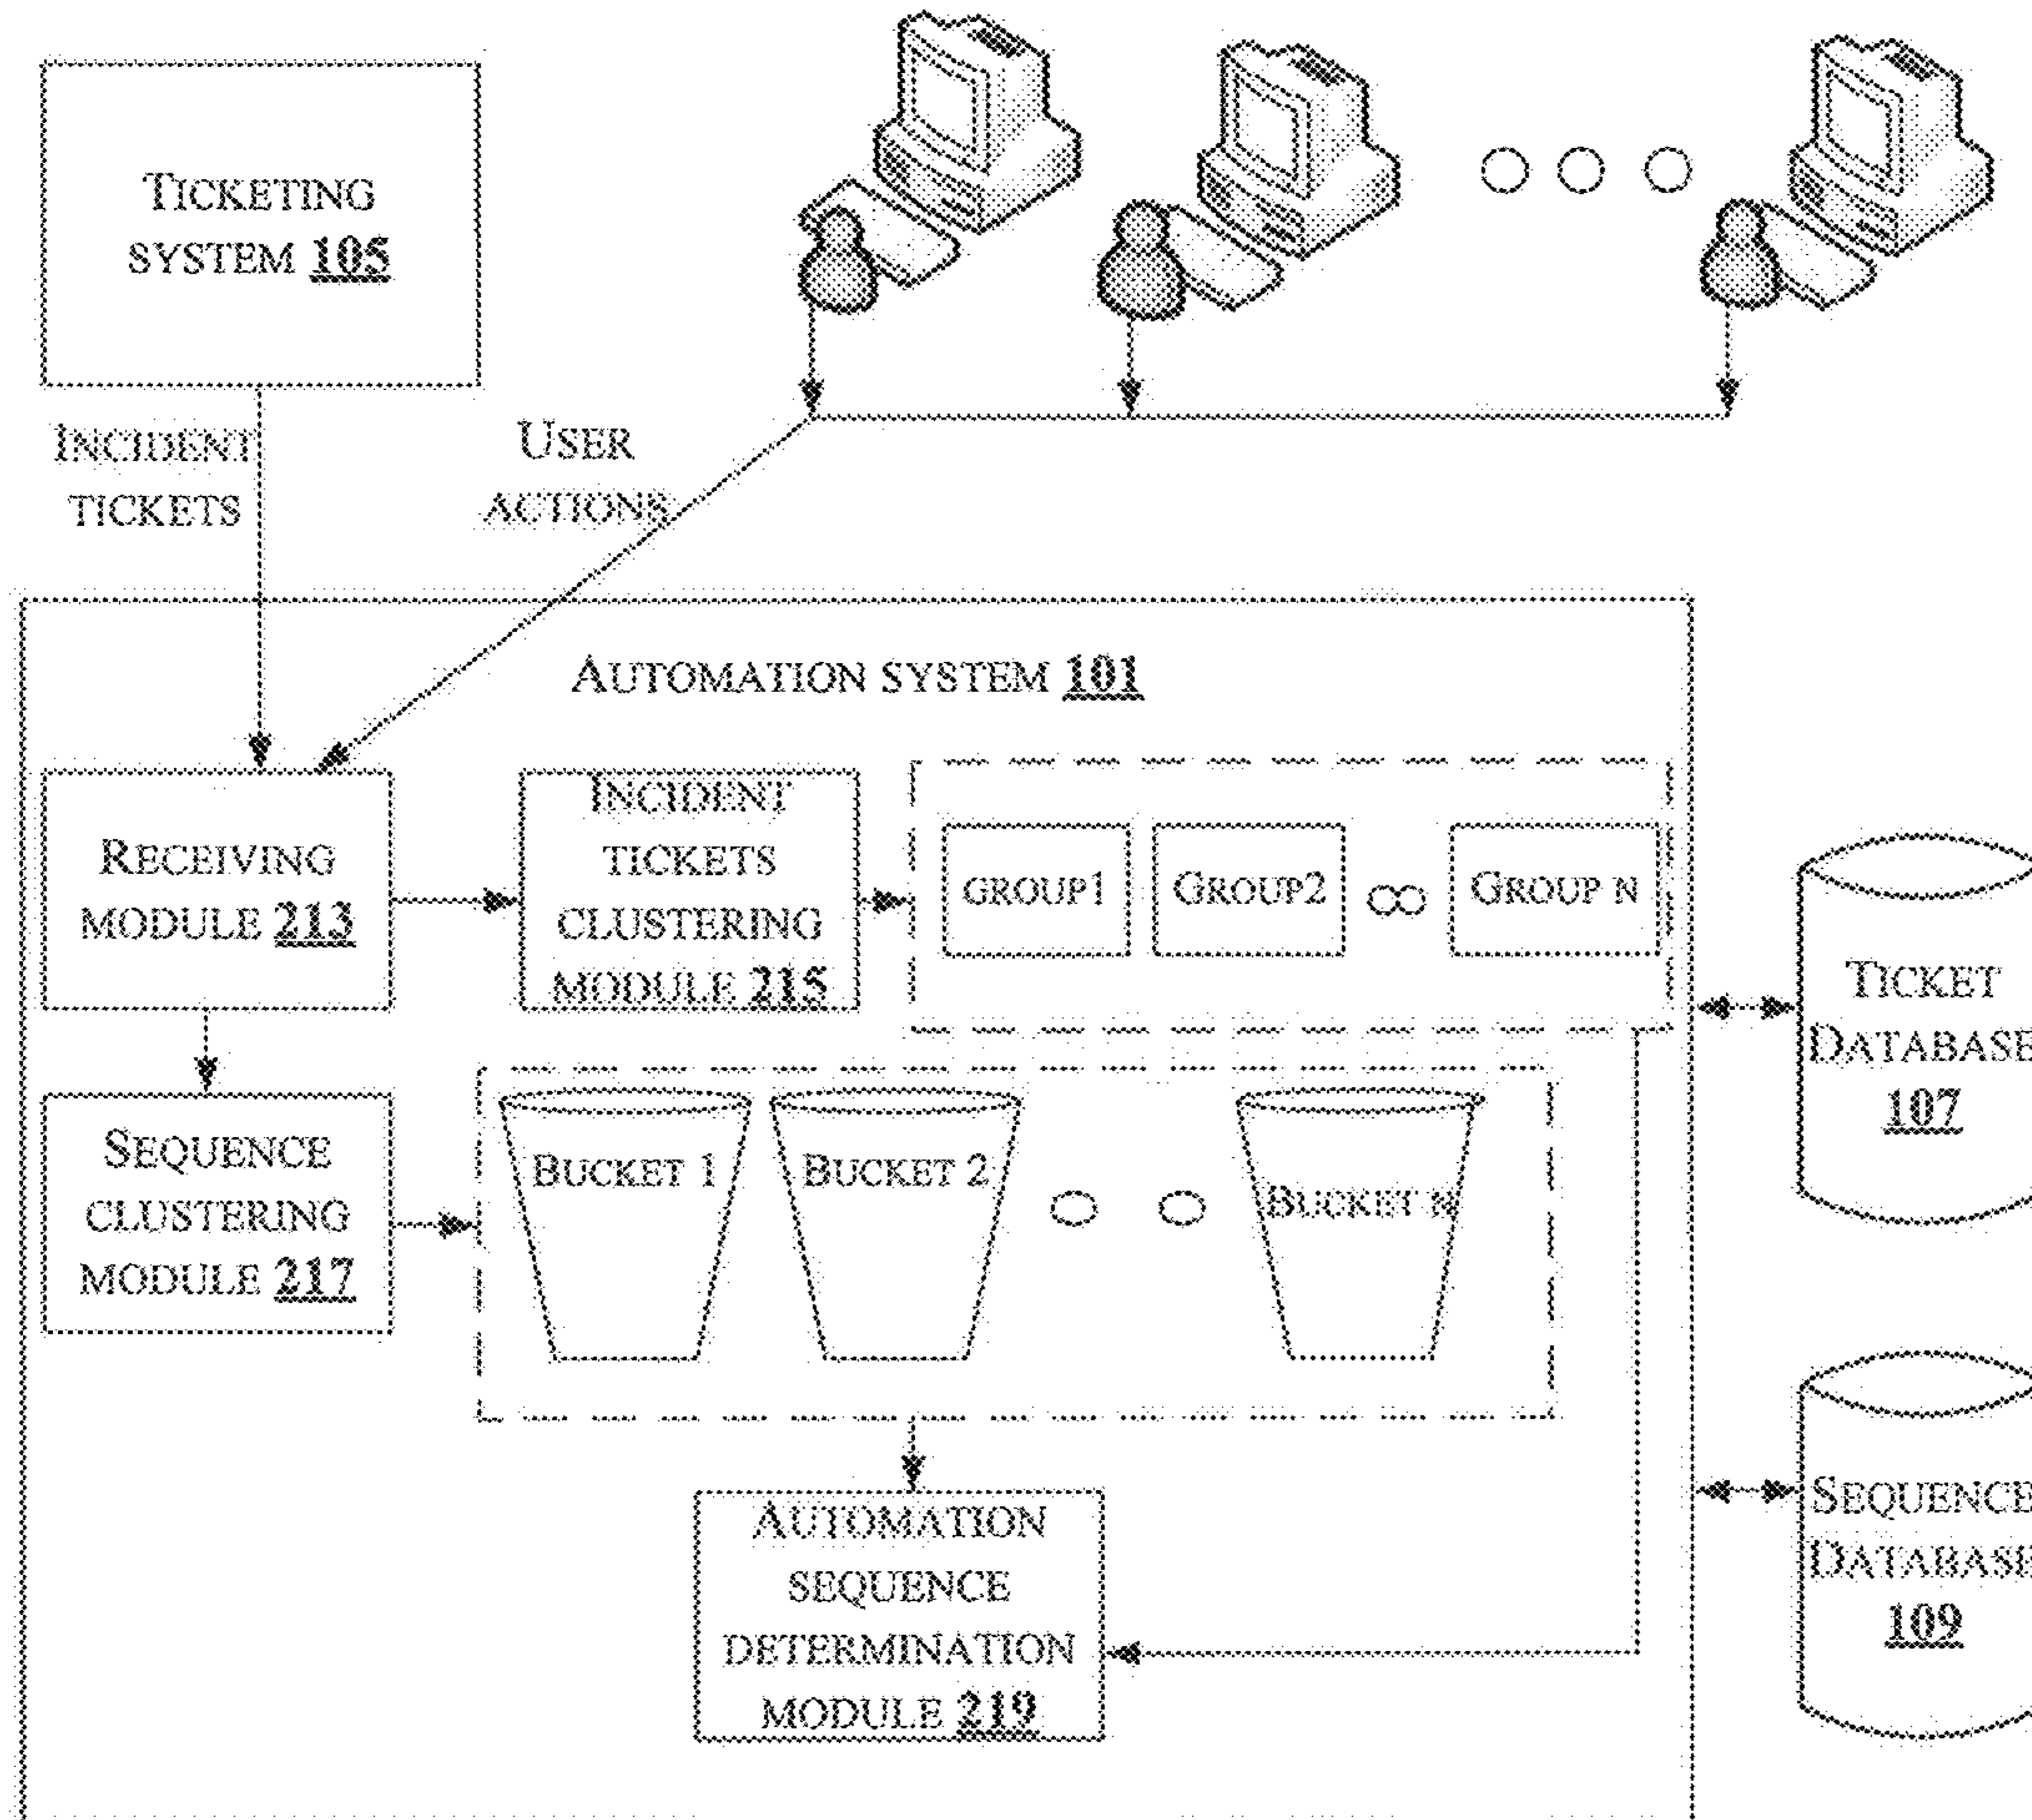 TICKETING
SYSTEM 105
INCIDENT
TICKETS
USER
ACTIONS
AUTOMATION SYSTEM 101
RECEIVING
MODULE 213
INCIDENT
TICKETS
CLUSTERING
MODULE 215
GROUP1
GROUP2
GROUP N
TICKET
DATABASE
107
SEQUENCE
CLUSTERING
MODULE 217
BUCKET 1
BUCKET 2
BUCKET N
SEQUENCE
DATABASE
109
AUTOMATION
SEQUENCE
DETERMINATION
MODULE 219